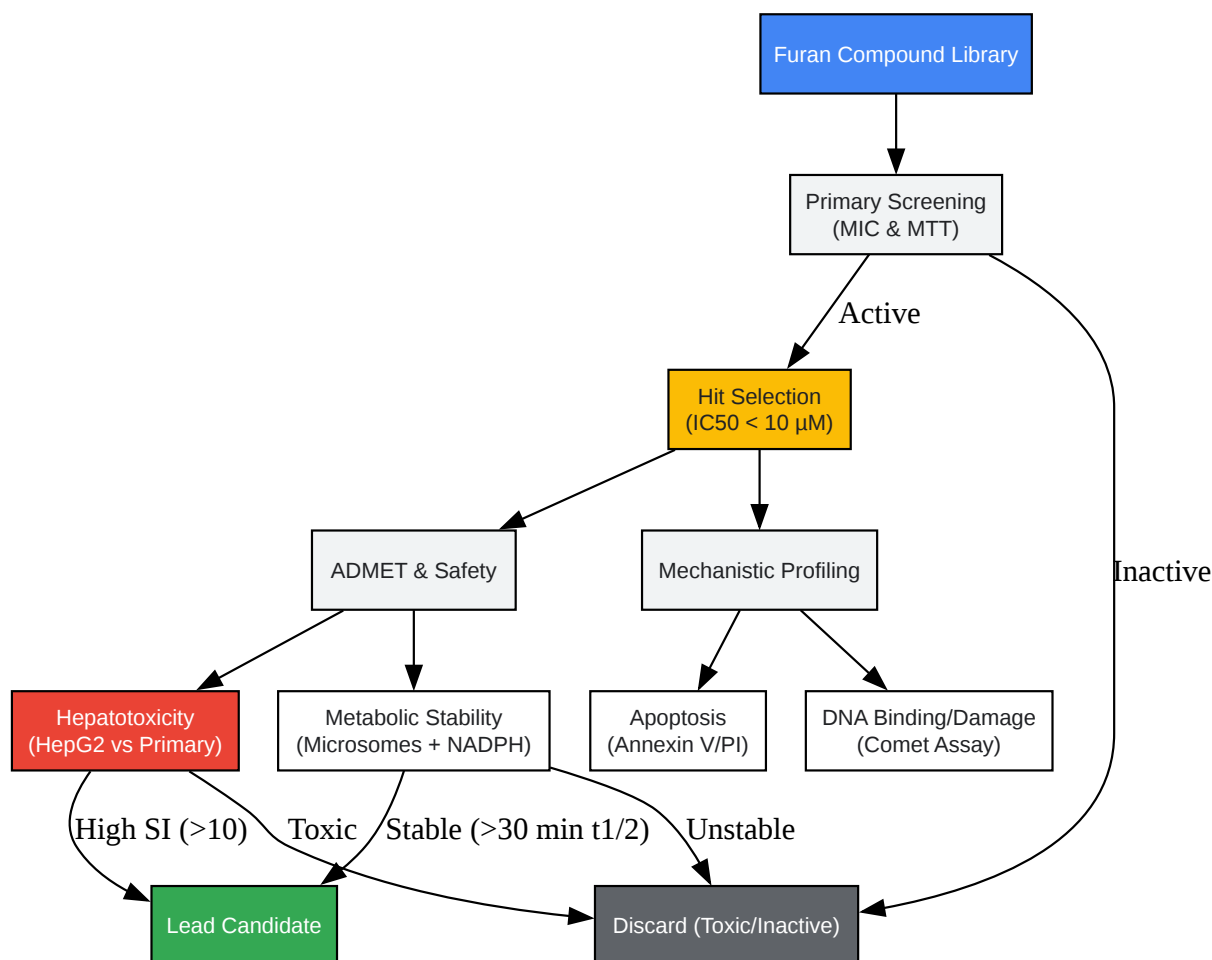 Furan Compound Library
Primary Screening
(MIC & MTT)
Active
Hit Selection
(IC50 < 10 µM)
ADMET & Safety
Mechanistic Profiling
Inactive
Hepatotoxicity
(HepG2 vs Primary)
Metabolic Stability
(Microsomes + NADPH)
Apoptosis
(Annexin V/PI)
DNA Binding/Damage
(Comet Assay)
High SI (>10)
Toxic
Stable (>30 min t1/2)
Unstable
Lead Candidate
Discard (Toxic/Inactive)